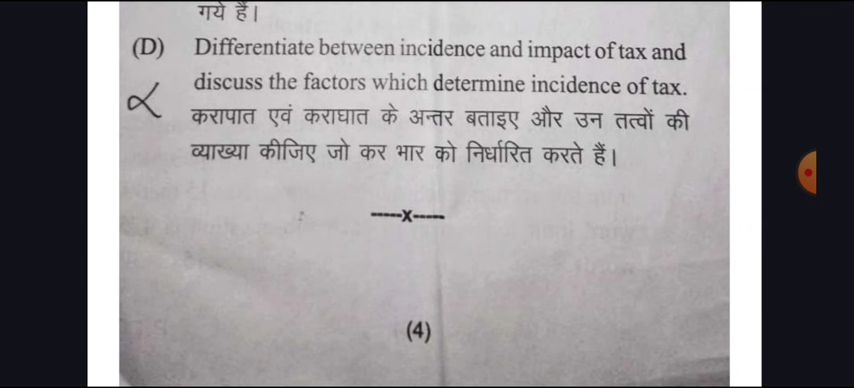 गये हैं।
(D) Differentiate between incidence and impact of tax and
discuss the factors which determine incidence of tax.
करापात एवं कराघात के अन्तर बताइए और उन तत्वों की
व्याख्या कीजिए जो कर भार को निर्धारित करते हैं।
-----x-----
(4)